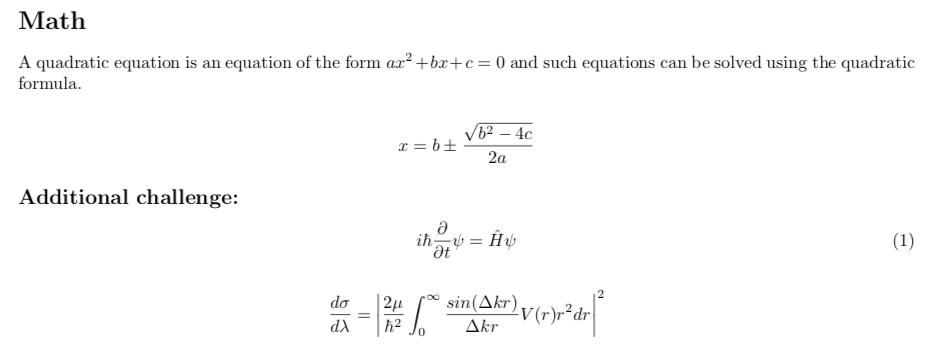 Math
A quadratic equation is an equation of the form $ax^2+bx+c=0$ and such equations can be solved using the quadratic
formula.
$x = b \pm \frac{\sqrt{b^2-4c}}{2a}$
Additional challenge:
$i\hbar\frac{\partial}{\partial t}\psi = \hat{H}\psi$ (1)
$\frac{d\sigma}{d\lambda} = \left|\frac{2\mu}{\hbar^2}\int_0^\infty \frac{sin(\Delta kr)}{\Delta kr}V(r)r^2dr\right|^2$